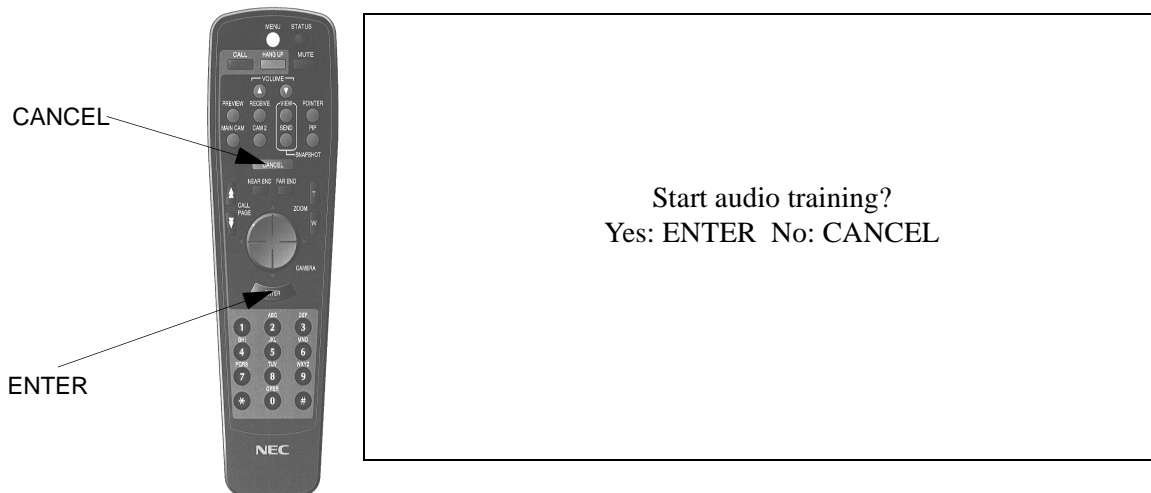 MENU STATUS
CALL HANG UP MUTE
VOLUME
PREVIEW RECEIVE VIEW POINTER
MAIN CAM CAM 2 SEND PIP
SNAPSHOT
CANCEL
CANCEL
NEAR END FAR END
T
CALL
PAGE
ZOOM
W
CAMERA
ENTER
ABC DEF
1 2 3
GHI JKL MNO
4 5 6
PQRS TUV WXYZ
7 8 9
OPER
* 0 #
ENTER
NEC
Start audio training?
Yes: ENTER No: CANCEL